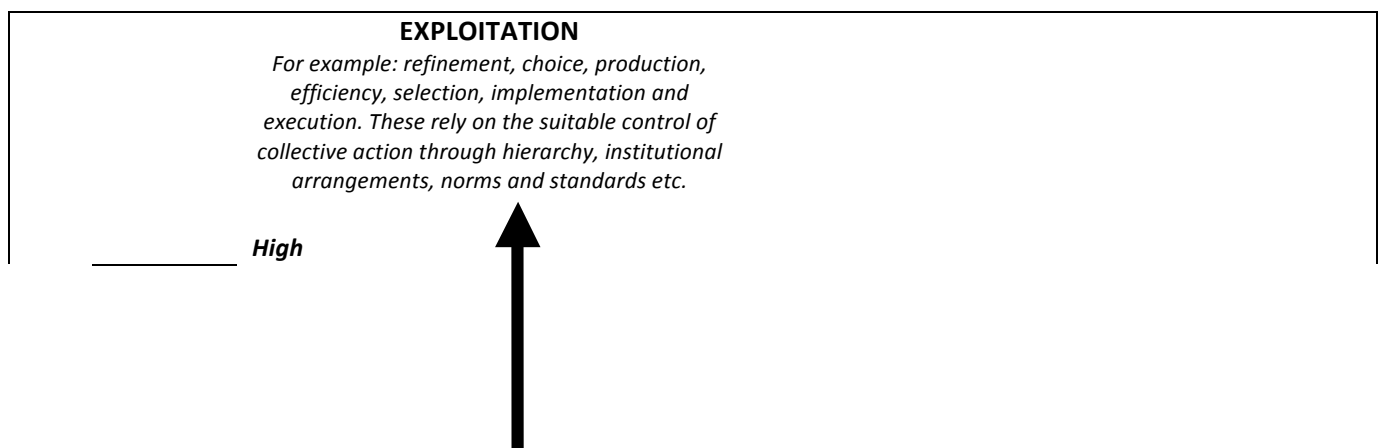 EXPLOITATION
For example: refinement, choice, production,
efficiency, selection, implementation and
execution. These rely on the suitable control of
collective action through hierarchy, institutional
arrangements, norms and standards etc.
High